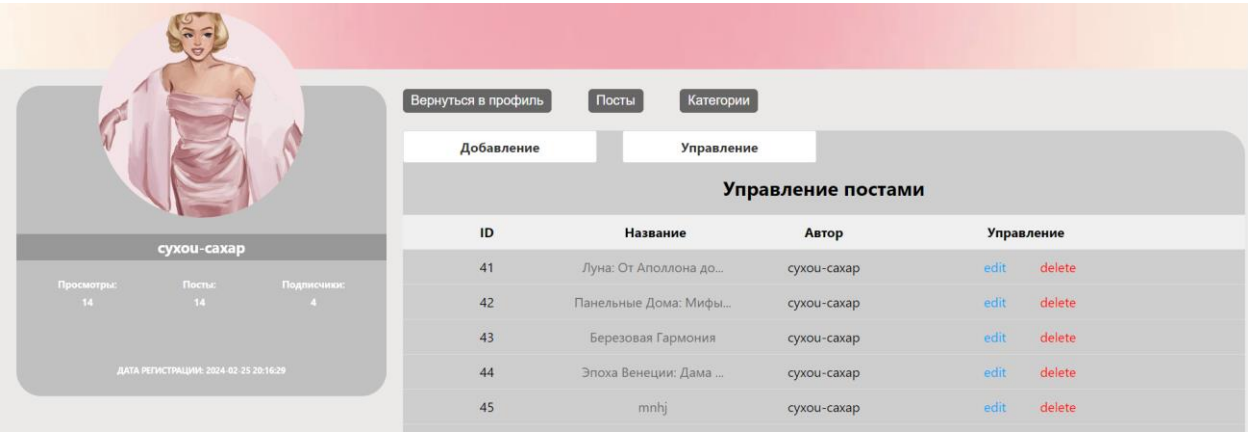 Вернуться в профиль Посты Категории
Добавление Управление
Управление постами
ID Название Автор Управление
41 Луна: От Аполлона до... cyxou-caxap edit delete
42 Панельные Дома: Мифы... cyxou-caxap edit delete
43 Березовая Гармония cyxou-caxap edit delete
44 Эпоха Венеции: Дама ... cyxou-caxap edit delete
45 mnhj cyxou-caxap edit delete
cyxou-caxap
Просмотры: Посты: Подписчики:
14 14 4
ДАТА РЕГИСТРАЦИИ: 2024-02-25 20:16:29